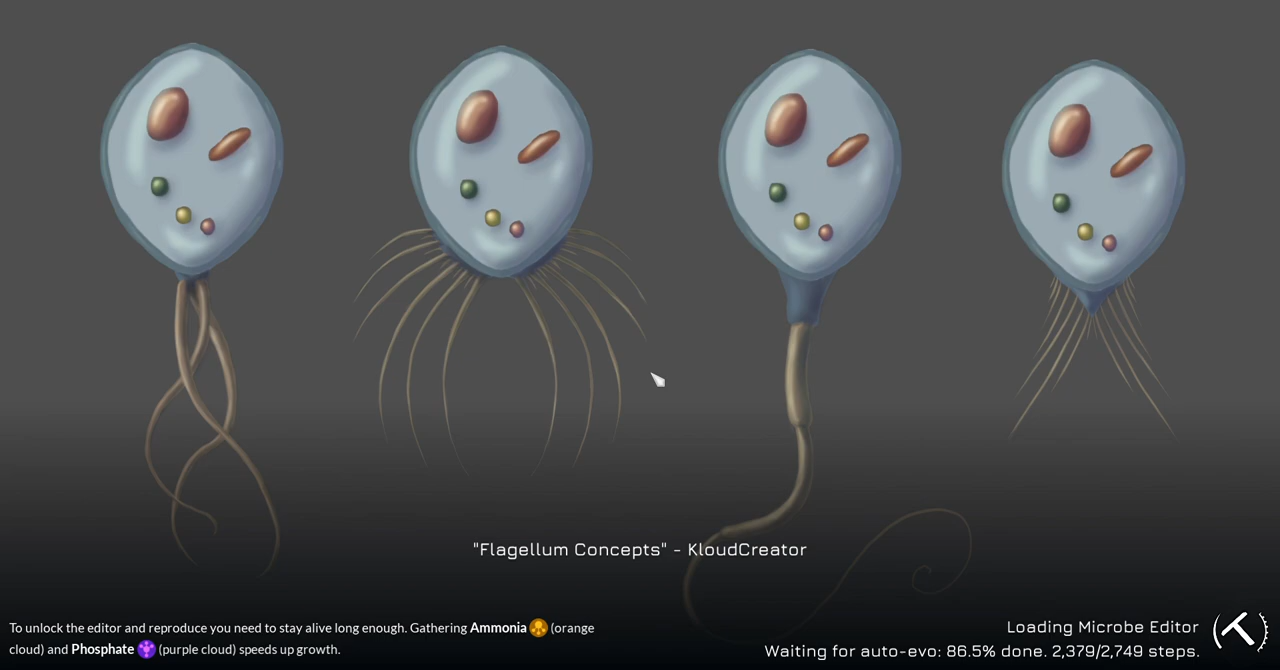 "Flagellum Concepts" - KloudCreator
To unlock the editor and reproduce you need to stay alive long enough. Gathering Ammonia (orange
cloud) and Phosphate (purple cloud) speeds up growth.
Loading Microbe Editor
Waiting for auto-evo: 86.5% done. 2,379/2,749 steps.